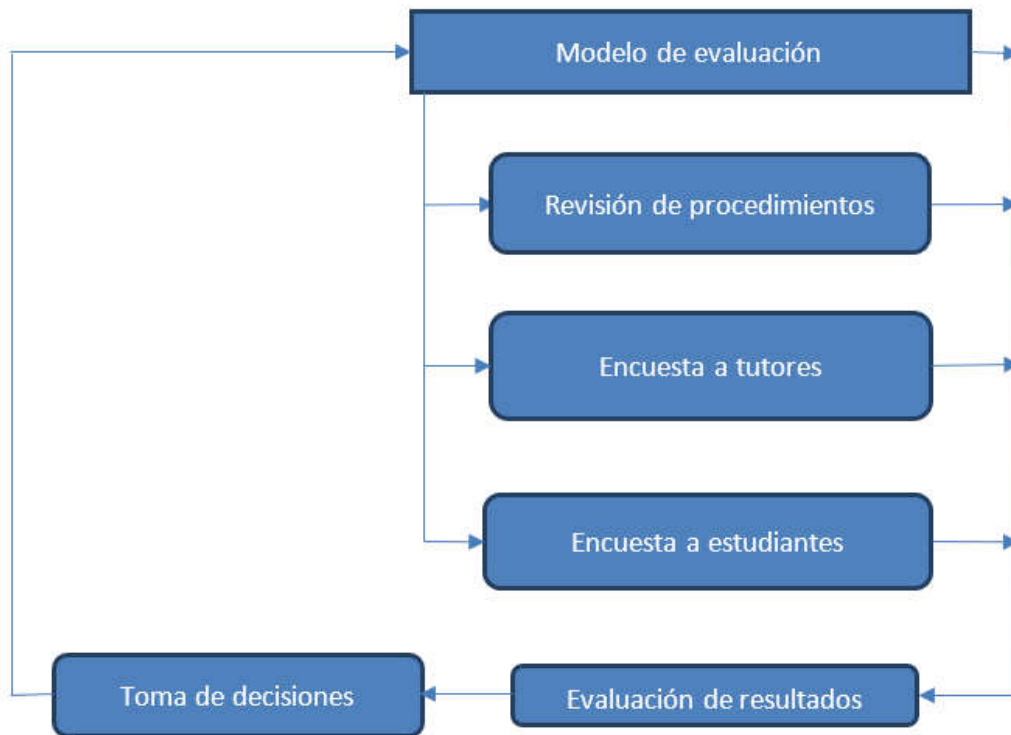 Modelo de evaluación
Revisión de procedimientos
Encuesta a tutores
Encuesta a estudiantes
Toma de decisiones
Evaluación de resultados